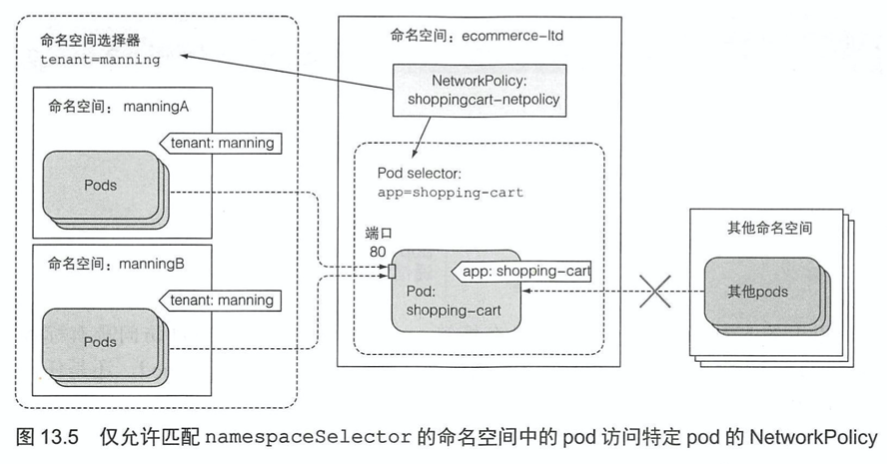 命名空间选择器
tenant=manning
命名空间：manningA
tenant: manning
Pods
命名空间：manningB
tenant: manning
Pods
命名空间：ecommerce-ltd
NetworkPolicy:
shoppingcart-netpolicy
Pod selector:
app=shopping-cart
端口
80
app: shopping-cart
Pod:
shopping-cart
其他命名空间
其他pods
图 13.5 仅允许匹配 namespaceSelector 的命名空间中的 pod 访问特定 pod 的 NetworkPolicy